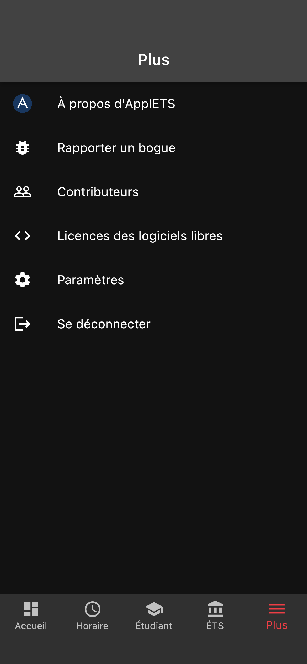 Plus
À propos d'ApplETS
Rapporter un bogue
Contributeurs
Licences des logiciels libres
Paramètres
Se déconnecter
Accueil
Horaire
Étudiant
ÉTS
Plus